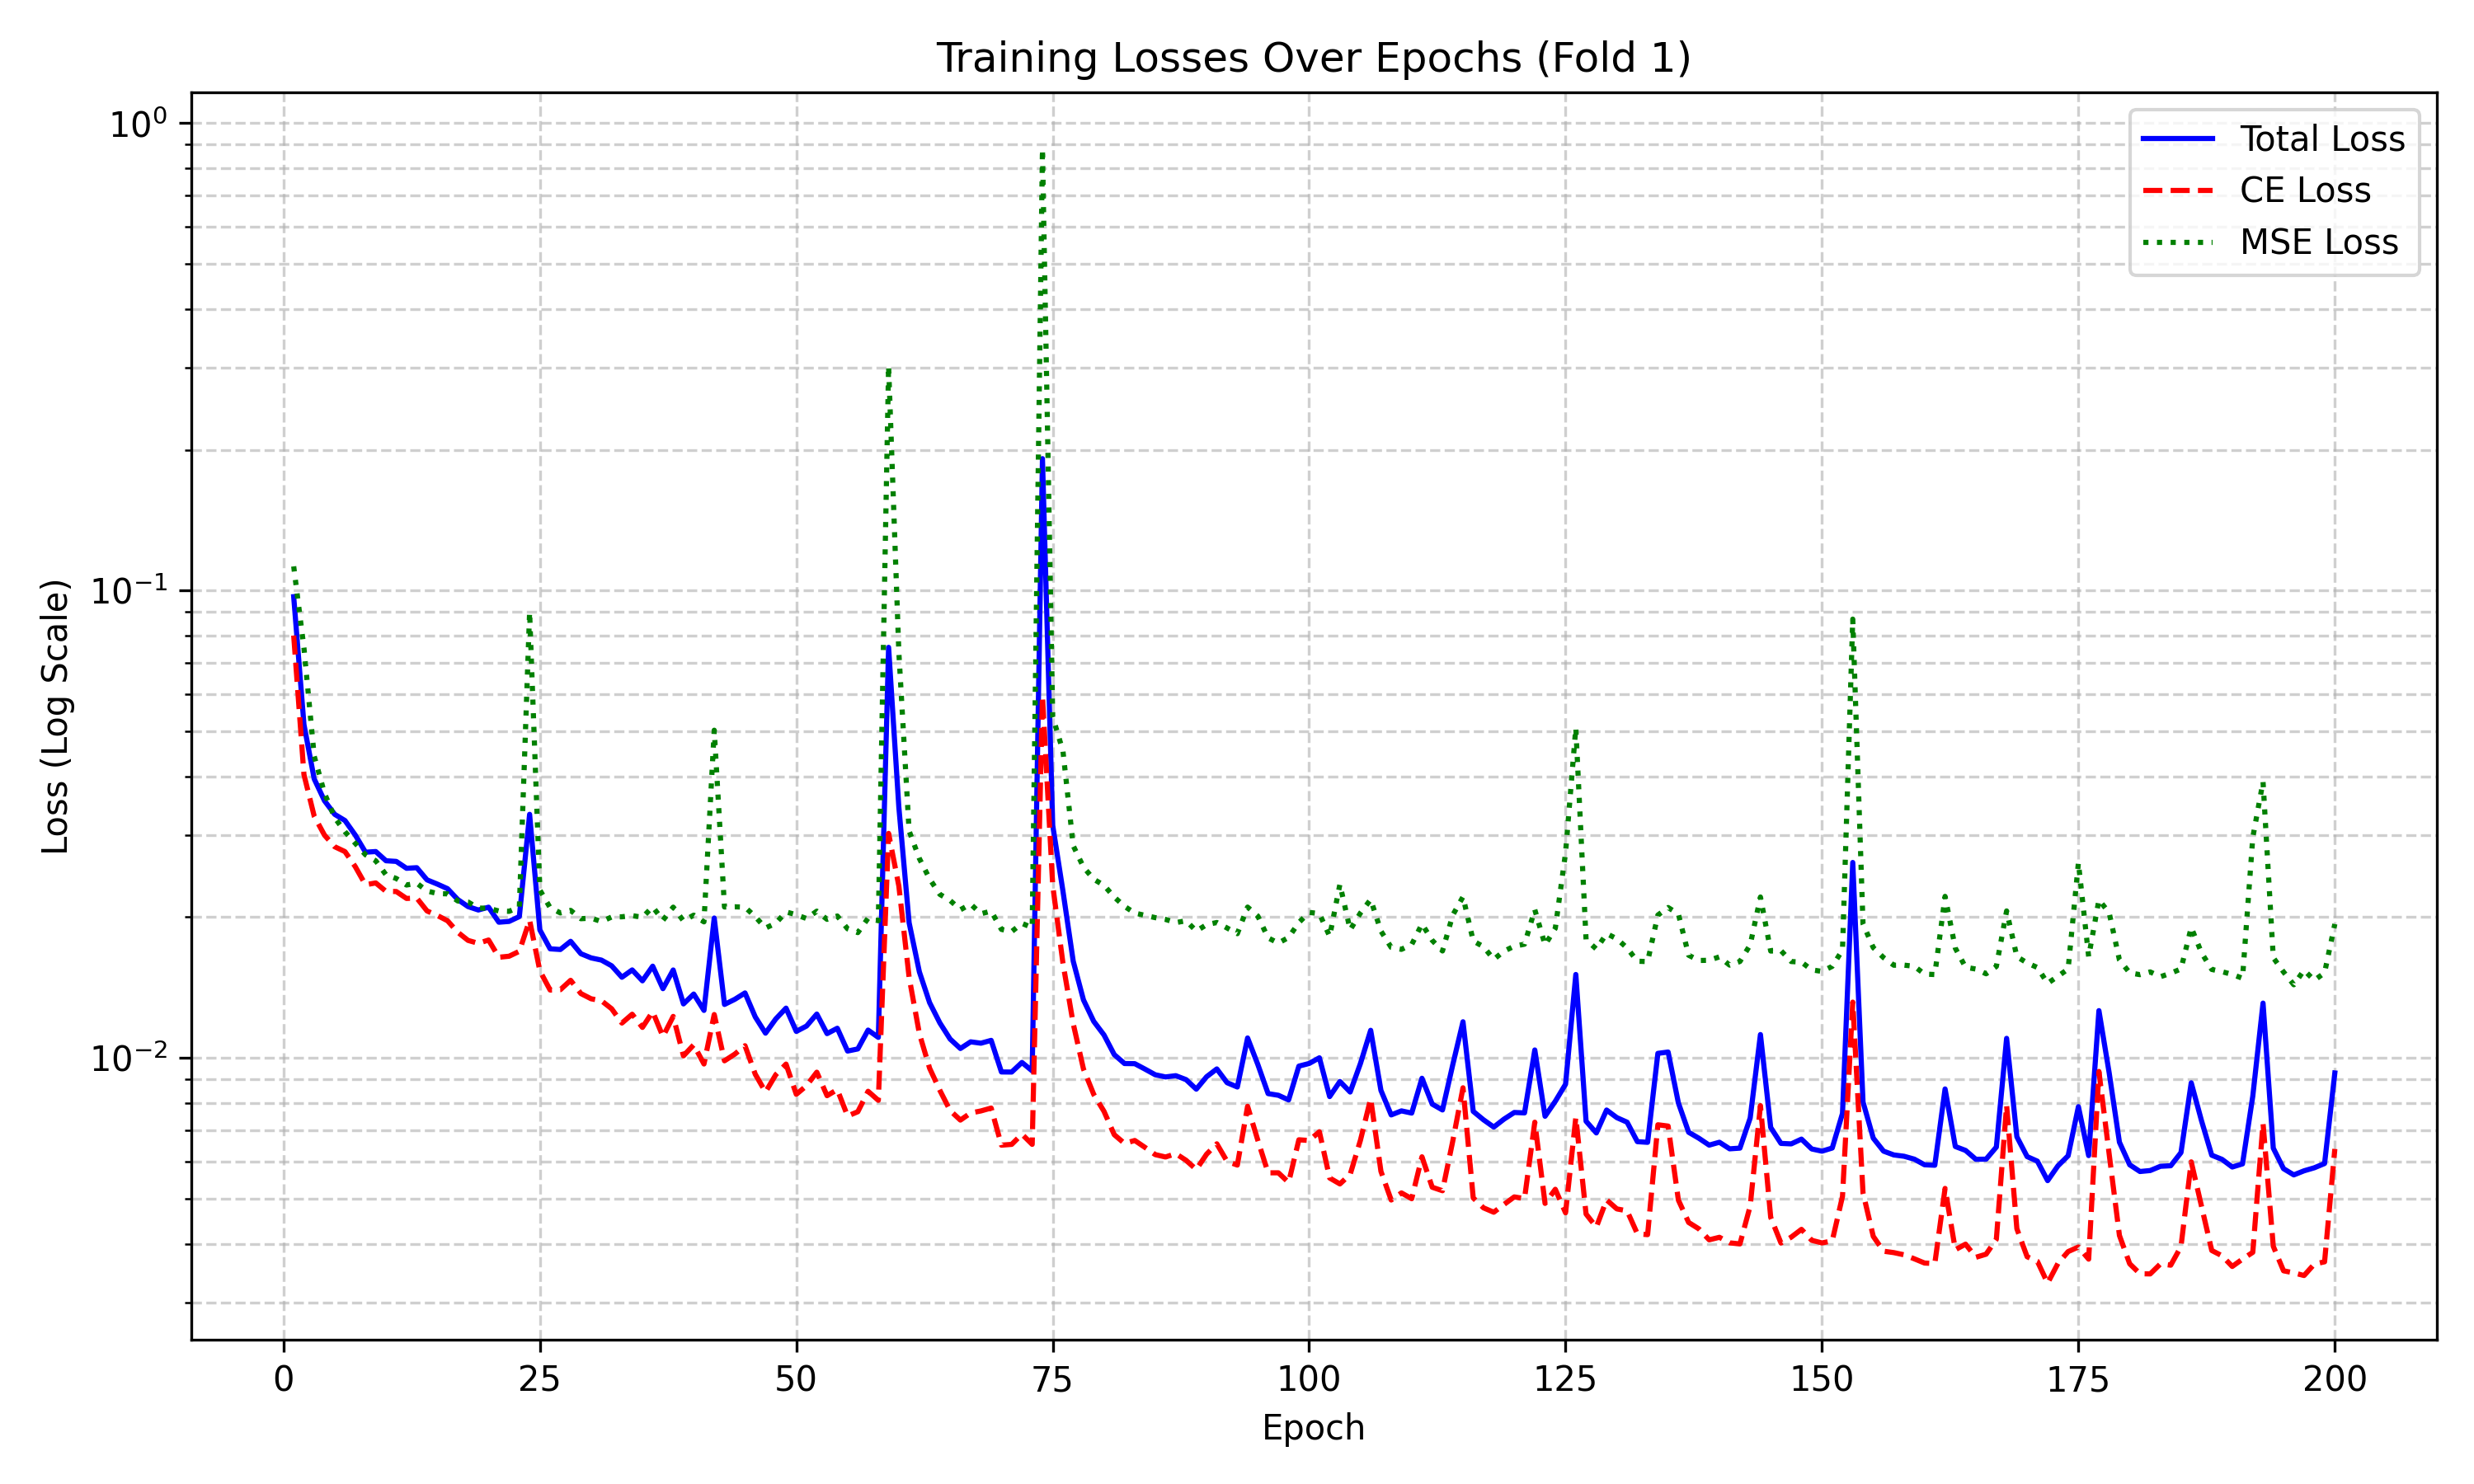 Training Losses Over Epochs (Fold 1)
Total Loss
CE Loss
MSE Loss
Loss (Log Scale)
10⁰
10⁻¹
10⁻²
0 25 50 75 100 125 150 175 200
Epoch